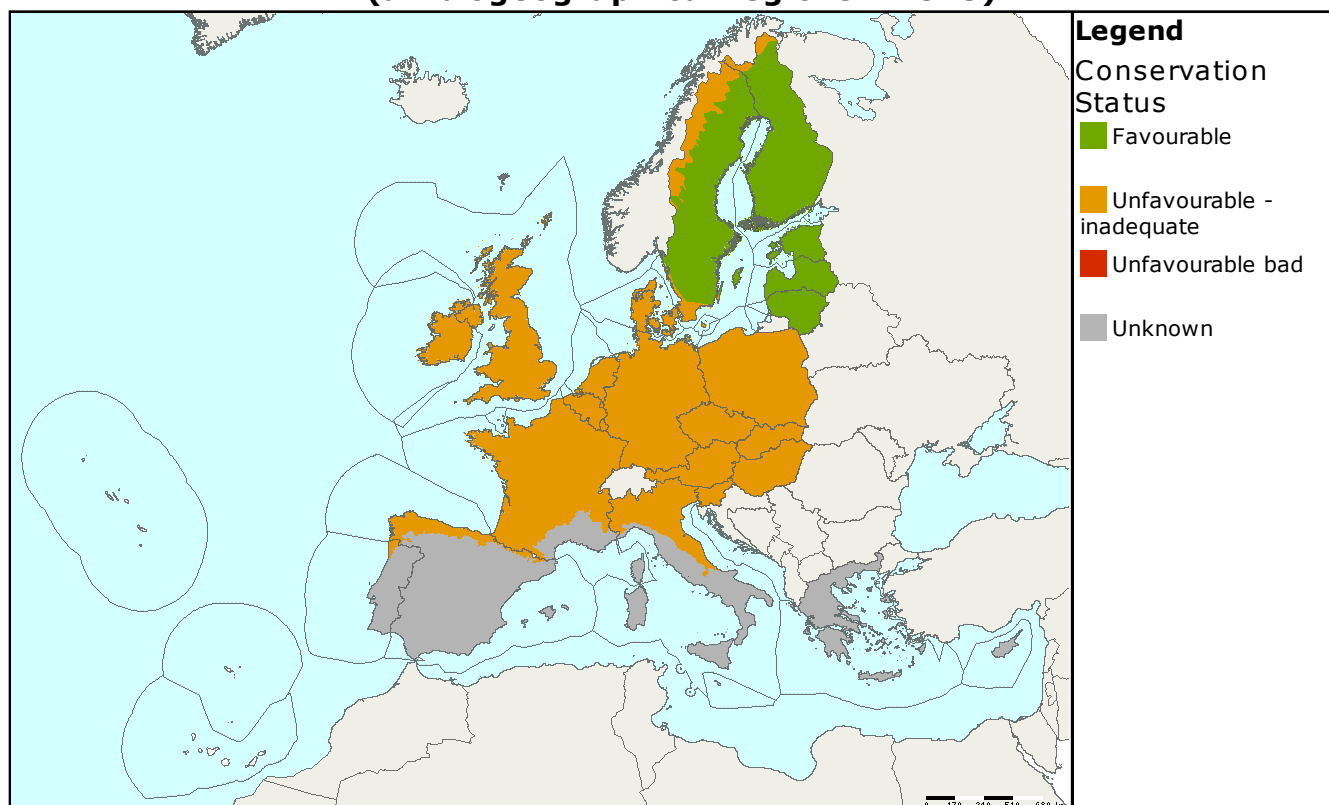 Legend
Conservation
Status
Favourable
Unfavourable -
inadequate
Unfavourable bad
Unknown